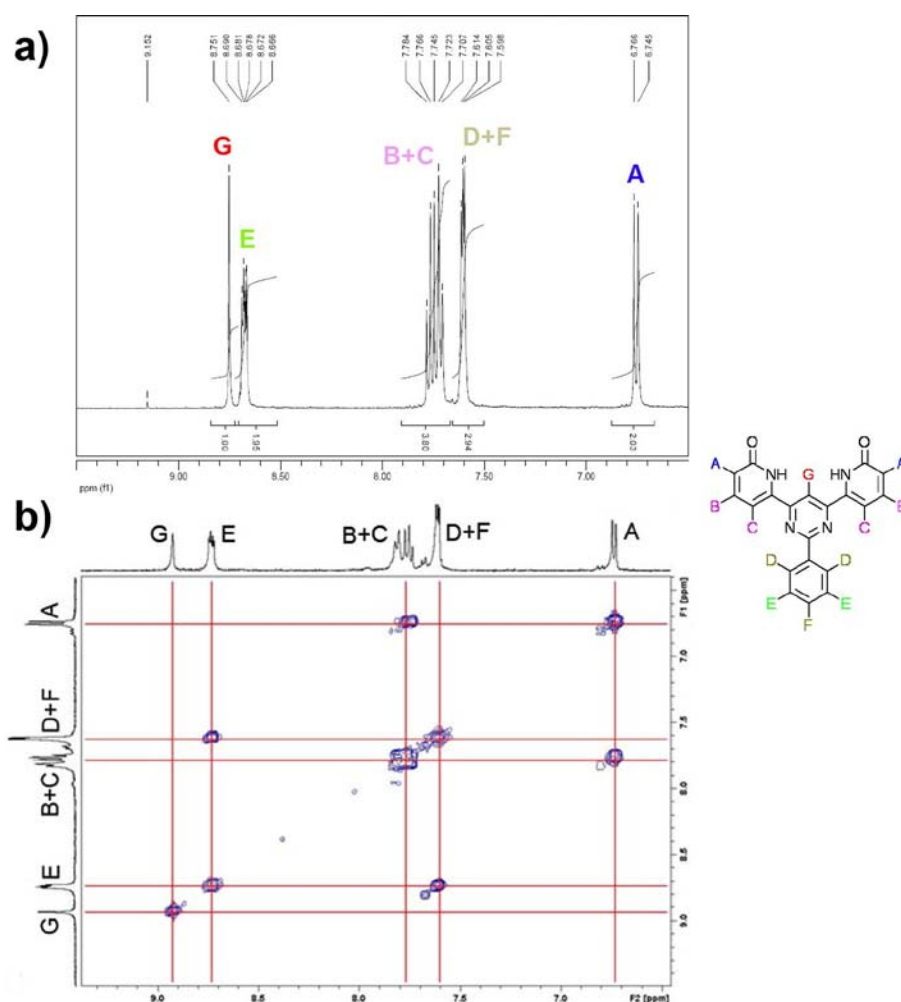 a)
9.152
8.751
8.690
8.681
8.678
8.672
8.666
7.784
7.766
7.745
7.723
7.707
7.614
7.605
7.598
6.766
6.745
G
E
B+C
D+F
A
1.00
1.95
3.80
2.94
2.03
9.00
8.50
8.00
7.50
7.00
ppm (f1)
b)
G
E
B+C
D+F
A
A
D+F
B+C
E
G
F1 [ppm]
7.0
7.5
8.0
8.5
9.0
9.0
8.5
8.0
7.5
7.0
F2 [ppm]
O
O
A
NH
G
HN
A
B
C
N
N
C
B
D
D
E
E
F